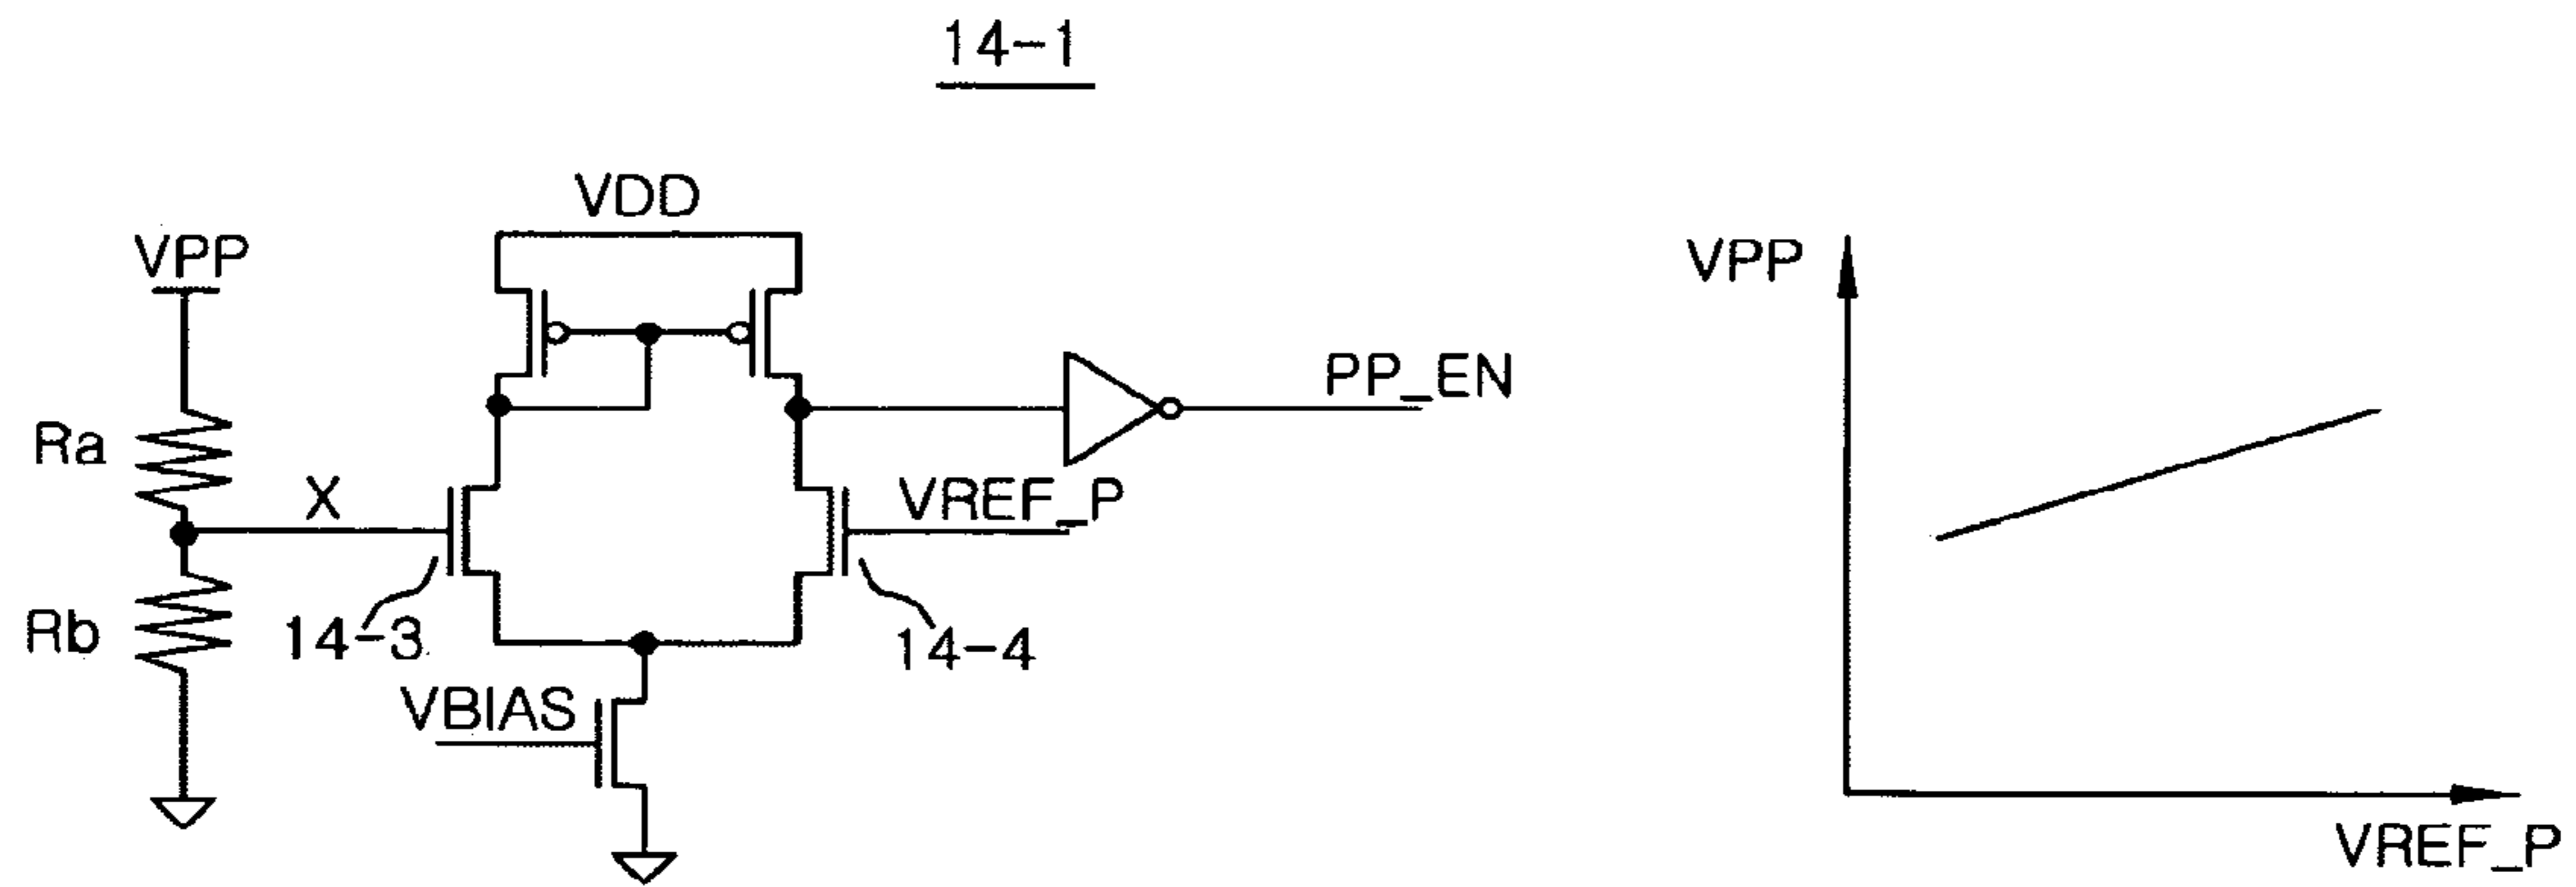 14-1
VDD
VPP
VPP
PP_EN
Ra
X
VREF_P
Rb
14-3
14-4
VBIAS
VREF_P